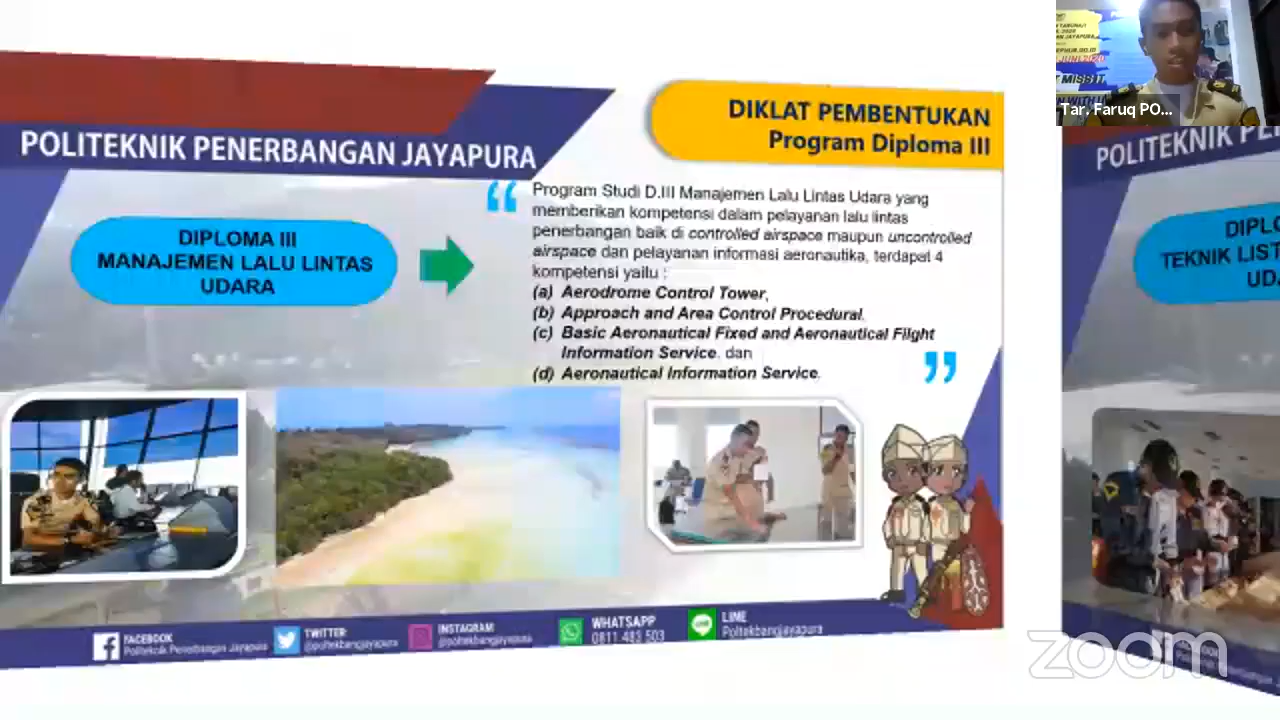 POLITEKNIK PENERBANGAN JAYAPURA
DIKLAT PEMBENTUKAN
Program Diploma III
DIPLOMA III
MANAJEMEN LALU LINTAS
UDARA
“
Program Studi D.III Manajemen Lalu Lintas Udara yang
memberikan kompetensi dalam pelayanan lalu lintas
penerbangan baik di controlled airspace maupun uncontrolled
airspace dan pelayanan informasi aeronautika, terdapat 4
kompetensi yaitu :
(a) Aerodrome Control Tower,
(b) Approach and Area Control Procedural,
(c) Basic Aeronautical Fixed and Aeronautical Flight
Information Service, dan
(d) Aeronautical Information Service.
”
FACEBOOK
Politeknik Penerbangan Jayapura
TWITTER
@poltekbangjayapura
INSTAGRAM
@poltekbangjayapura
WHATSAPP
0811 483 503
LINE
Poltekbangjayapura
Tar. Faruq PO...
POLITEKNIK
DIPLO
TEKNIK LIST
UDA
zoom